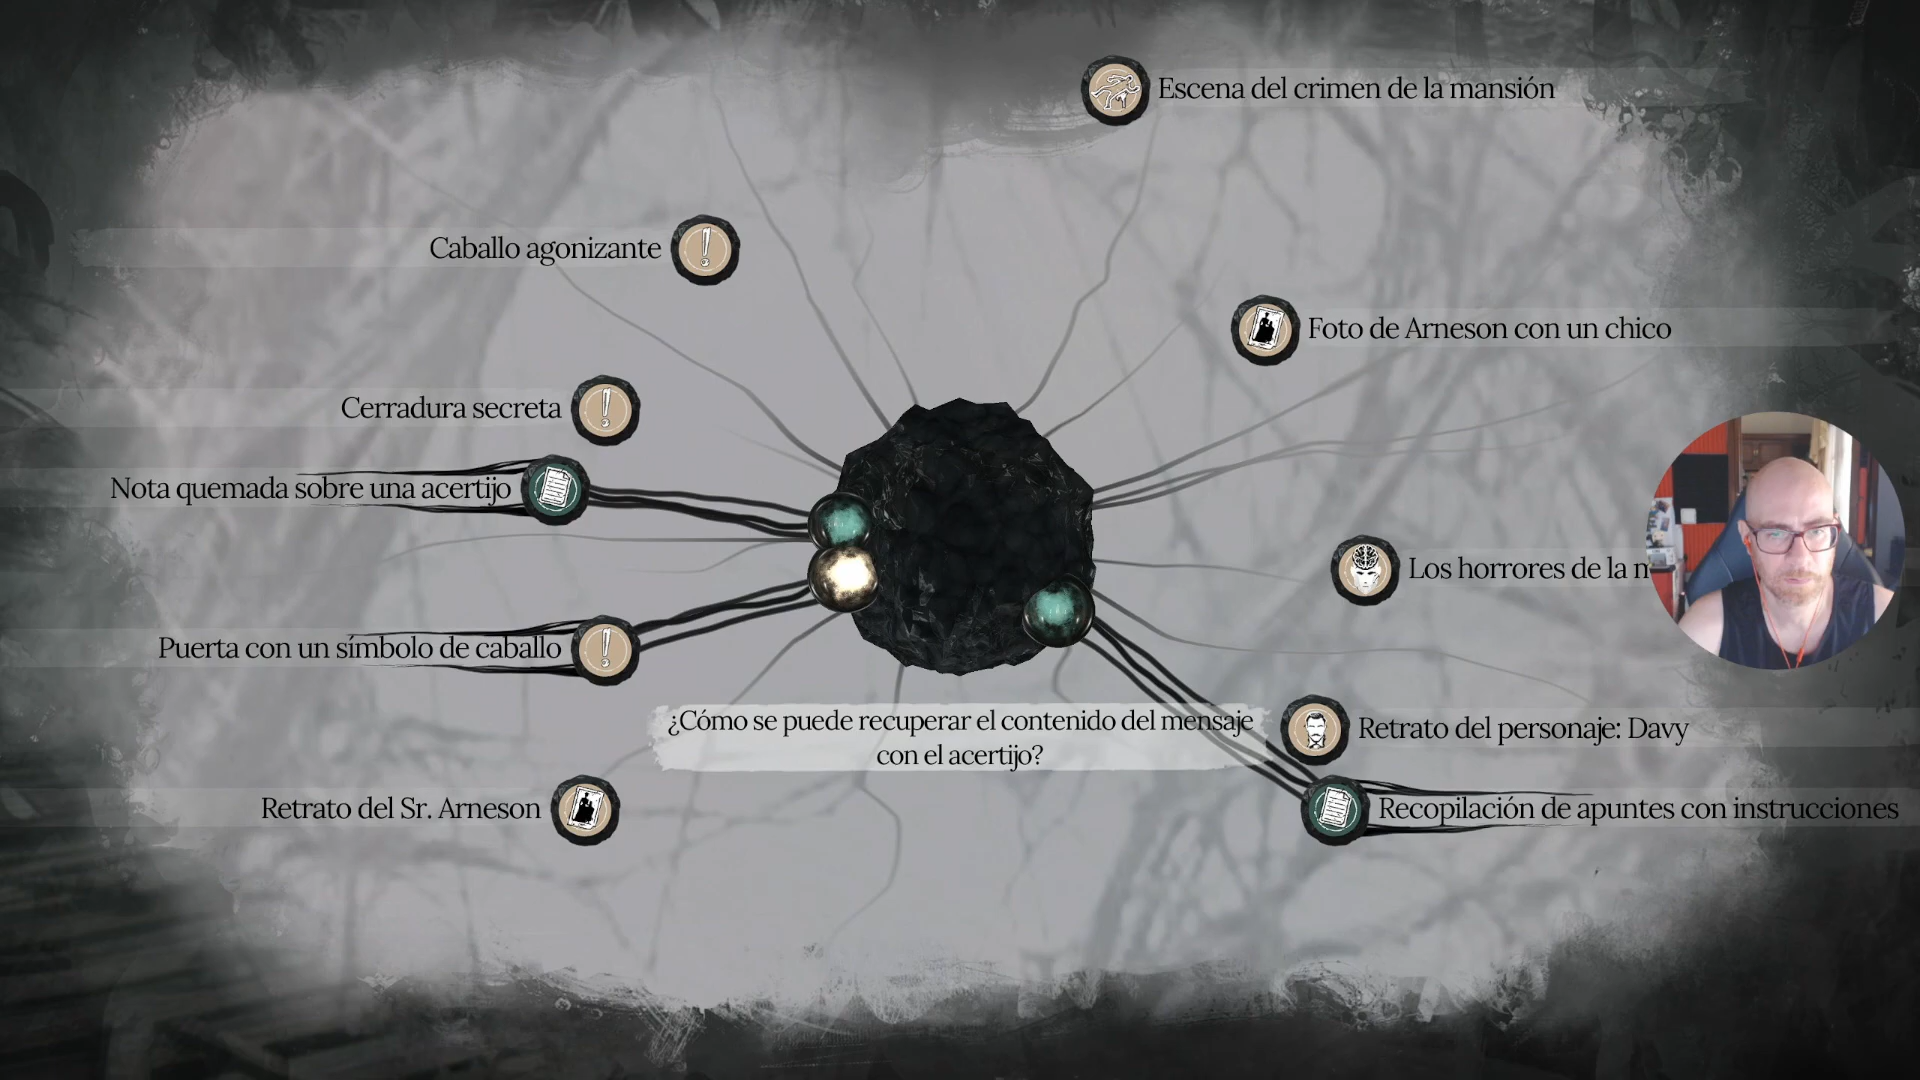 Escena del crimen de la mansión
Caballo agonizante
Foto de Arneson con un chico
Cerradura secreta
Nota quemada sobre una acertijo
Los horrores de la
Puerta con un símbolo de caballo
¿Cómo se puede recuperar el contenido del mensaje
con el acertijo?
Retrato del personaje: Davy
Retrato del Sr. Arneson
Recopilación de apuntes con instrucciones